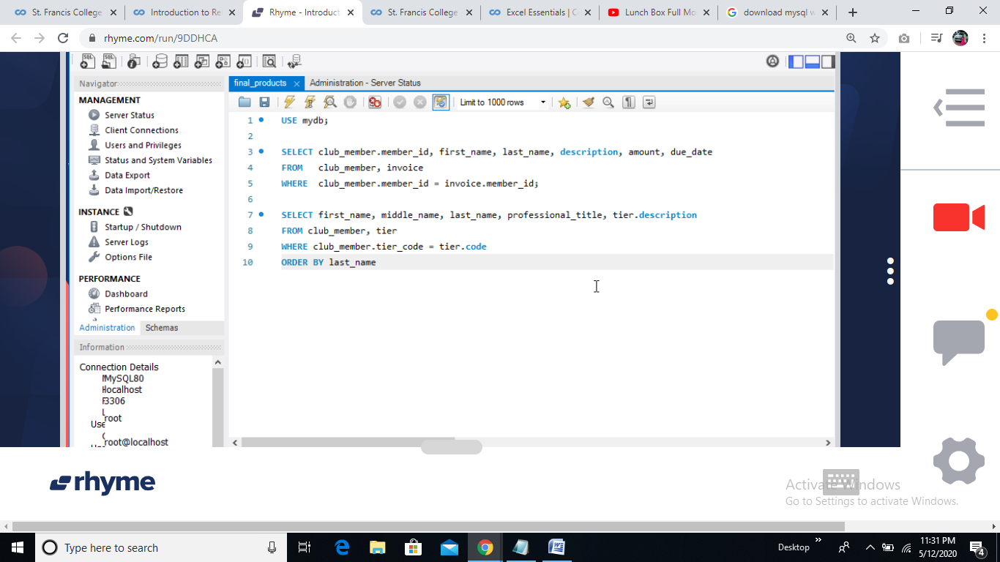 St. Francis College
Introduction to Re
Rhyme - Introduct
St. Francis College
Excel Essentials | C
Lunch Box Full Mo
download mysql w
rhyme.com/run/9DDHCA
Navigator
MANAGEMENT
Server Status
Client Connections
Users and Privileges
Status and System Variables
Data Export
Data Import/Restore
INSTANCE
Startup / Shutdown
Server Logs
Options File
PERFORMANCE
Dashboard
Performance Reports
Administration Schemas
Information
Connection Details
MySQL80
localhost
3306
root
Use
root@localhost
final_products
Administration - Server Status
Limit to 1000 rows
1 USE mydb;
2
3 SELECT club_member.member_id, first_name, last_name, description, amount, due_date
4 FROM club_member, invoice
5 WHERE club_member.member_id = invoice.member_id;
6
7 SELECT first_name, middle_name, last_name, professional_title, tier.description
8 FROM club_member, tier
9 WHERE club_member.tier_code = tier.code
10 ORDER BY last_name
rhyme
Activate Windows
Go to Settings to activate Windows.
Type here to search
Desktop
11:31 PM
5/12/2020
4